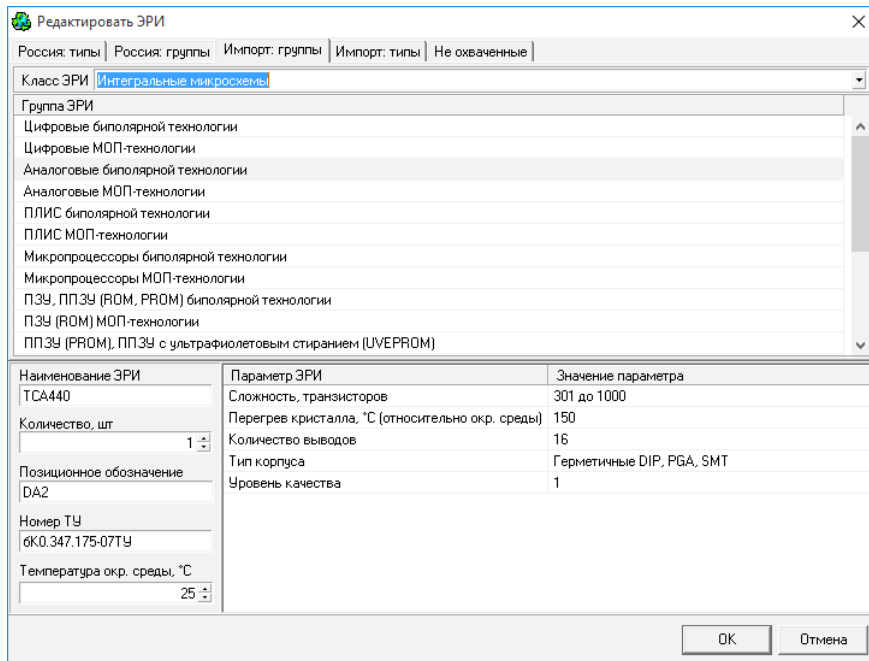 Редактировать ЭРИ
Россия: типы Россия: группы Импорт: группы Импорт: типы Не охваченные
Класс ЭРИ Интегральные микросхемы
Группа ЭРИ
Цифровые биполярной технологии
Цифровые МОП-технологии
Аналоговые биполярной технологии
Аналоговые МОП-технологии
ПЛИС биполярной технологии
ПЛИС МОП-технологии
Микропроцессоры биполярной технологии
Микропроцессоры МОП-технологии
ПЗУ, ППЗУ (ROM, PROM) биполярной технологии
ПЗУ (ROM) МОП-технологии
ППЗУ (PROM), ППЗУ с ультрафиолетовым стиранием (UVEPROM)
Наименование ЭРИ
TCA440
Количество, шт
1
Позиционное обозначение
DA2
Номер ТУ
бК0.347.175-07ТУ
Температура окр. среды, °С
25
Параметр ЭРИ Значение параметра
Сложность, транзисторов 301 до 1000
Перегрев кристалла, °С (относительно окр. среды) 150
Количество выводов 16
Тип корпуса Герметичные DIP, PGA, SMT
Уровень качества 1
OK Отмена